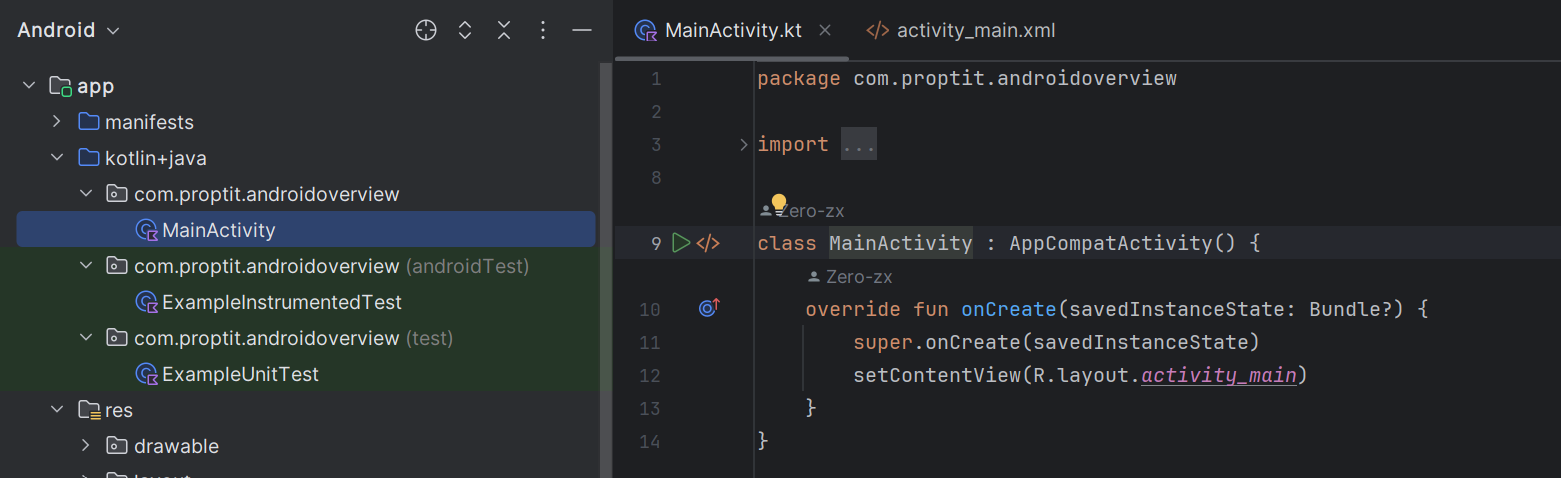 Android
app
manifests
kotlin+java
com.proptit.androidoverview
MainActivity
com.proptit.androidoverview (androidTest)
ExampleInstrumentedTest
com.proptit.androidoverview (test)
ExampleUnitTest
res
drawable
MainActivity.kt
activity_main.xml
1 package com.proptit.androidoverview
2
3 import ...
8
Zero-zx
9 class MainActivity : AppCompatActivity() {
Zero-zx
10 override fun onCreate(savedInstanceState: Bundle?) {
11 super.onCreate(savedInstanceState)
12 setContentView(R.layout.activity_main)
13 }
14 }